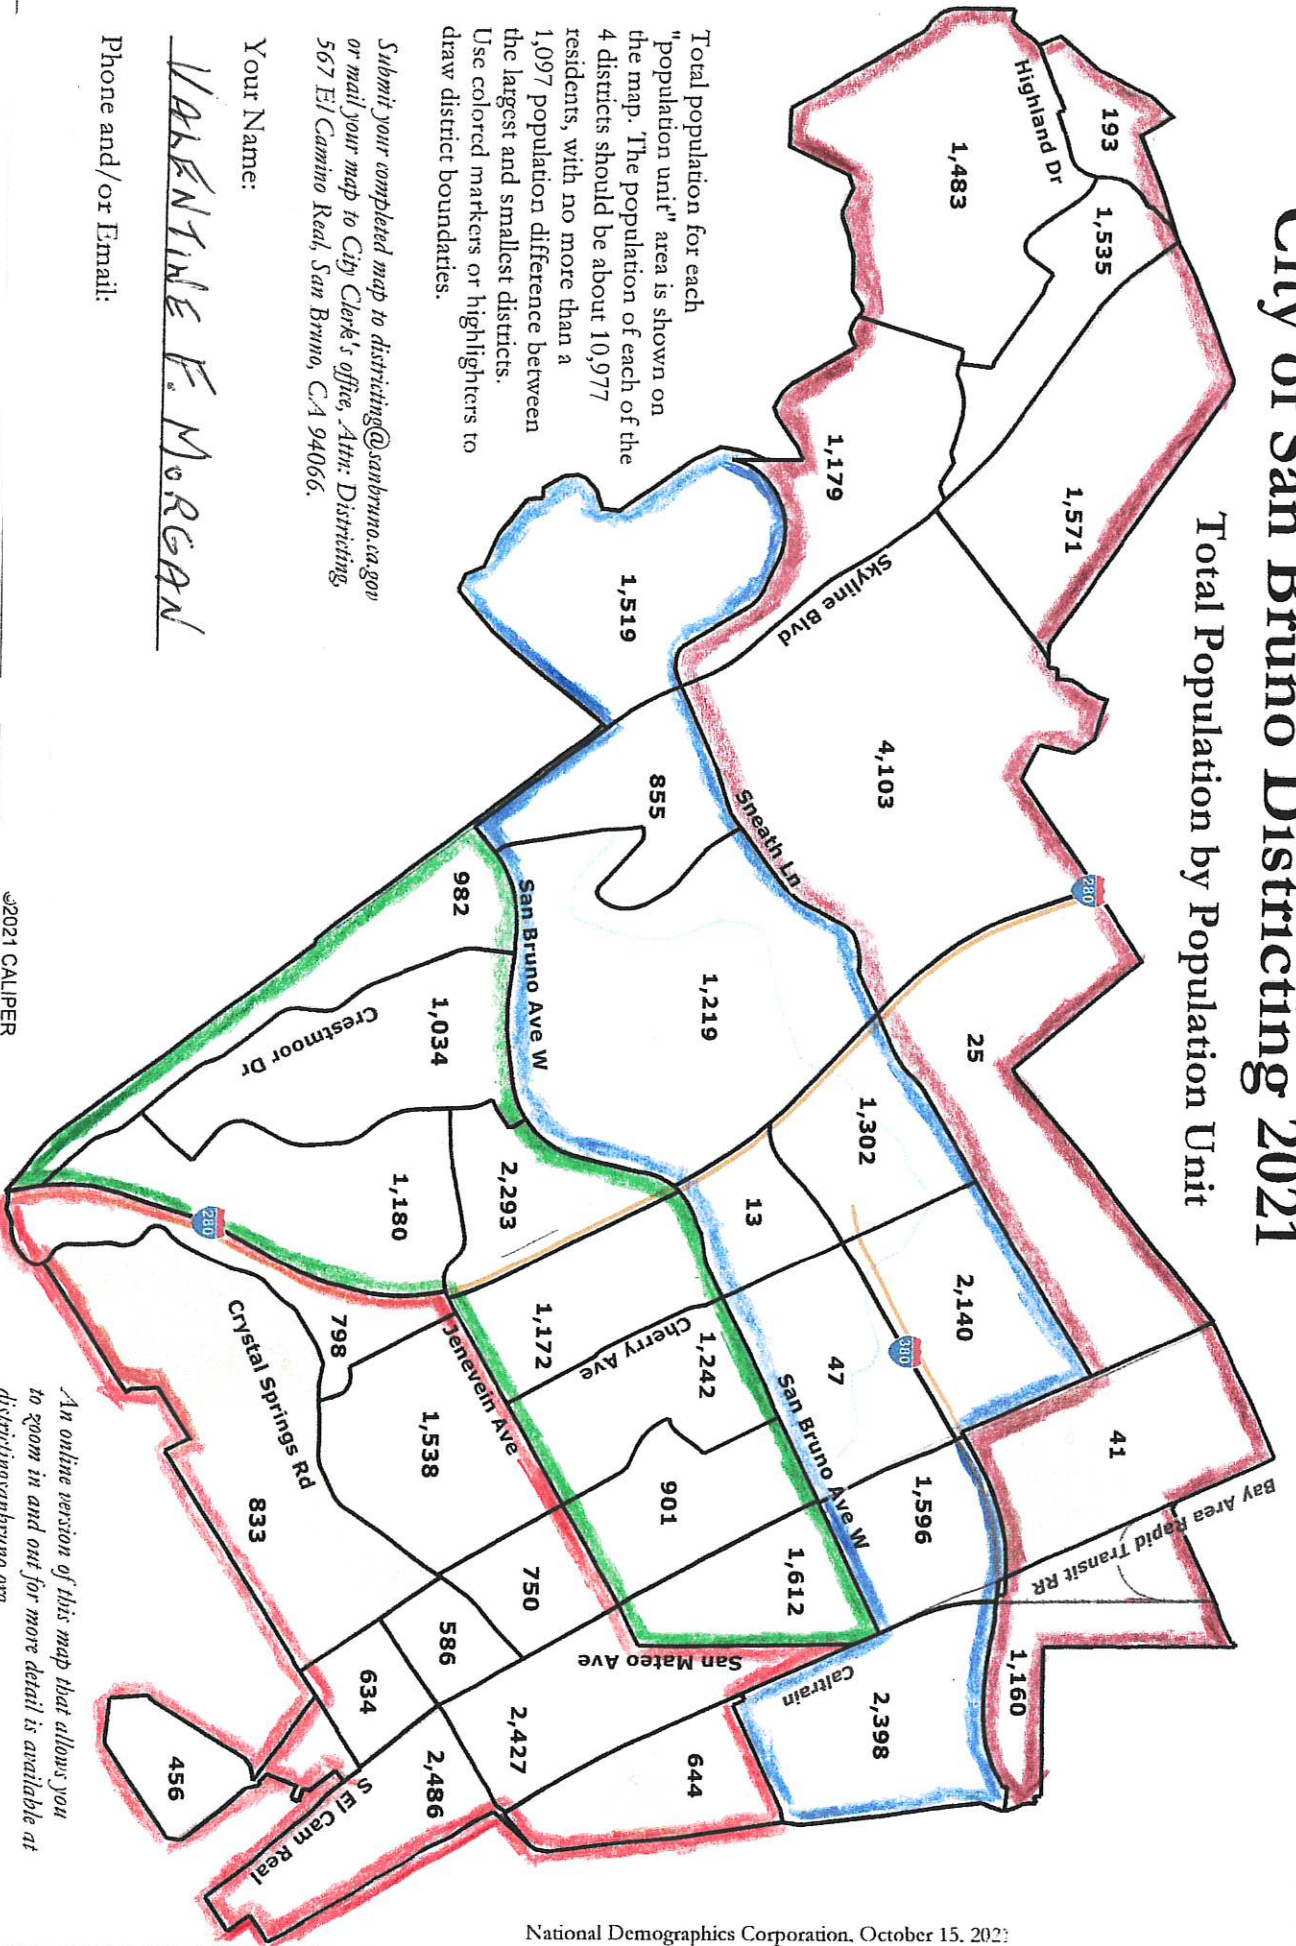 City of San Bruno Districting 2021
Total Population by Population Unit
Total population for each
"population unit" area is shown on
the map. The population of each of the
4 districts should be about 10,977
residents, with no more than a
1,097 population difference between
the largest and smallest districts.
Use colored markers or highlighters to
draw district boundaries.
Submit your completed map to districting@sanbruno.ca.gov
or mail your map to City Clerk's office, Attn: Districting,
567 El Camino Real, San Bruno, CA 94066.
Your Name:
VALENTINE F. MORGAN
Phone and/or Email:
193
Highland Dr
1,483
1,535
1,571
1,179
Skyline Blvd
1,519
4,103
855
Sneath Ln
280
25
982
San Bruno Ave W
1,219
1,034
Crestmoor Dr
1,302
13
2,293
1,180
280
2,140
380
47
41
Bay Area Rapid Transit RR
1,172
Cherry Ave
1,242
San Bruno Ave W
1,596
798
Jenevein Ave
Crystal Springs Rd
1,538
901
1,612
833
750
586
San Mateo Ave
Caltrain
1,160
634
2,427
2,398
644
2,486
456
S El Cam Real
©2021 CALIPER
An online version of this map that allows you
to zoom in and out for more detail is available at
districtingsanbruno.org
National Demographics Corporation, October 15, 2021